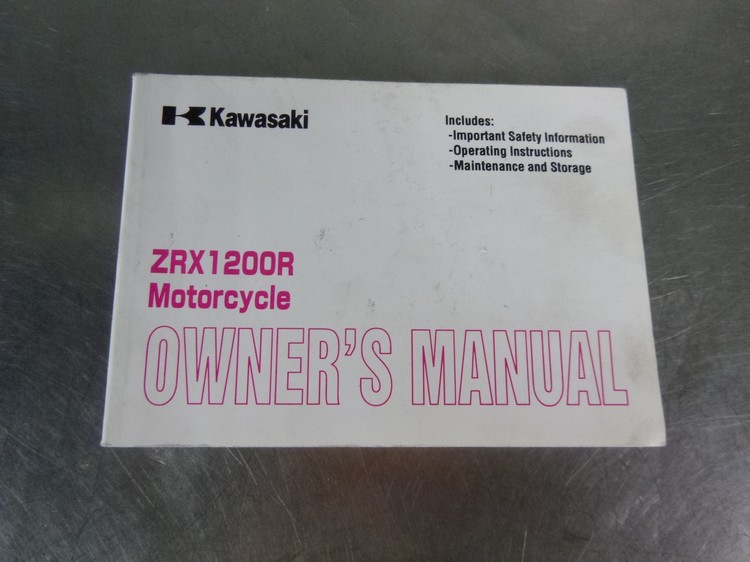 Kawasaki
Includes:
-Important Safety Information
-Operating Instructions
-Maintenance and Storage
ZRX1200R
Motorcycle
OWNER'S MANUAL